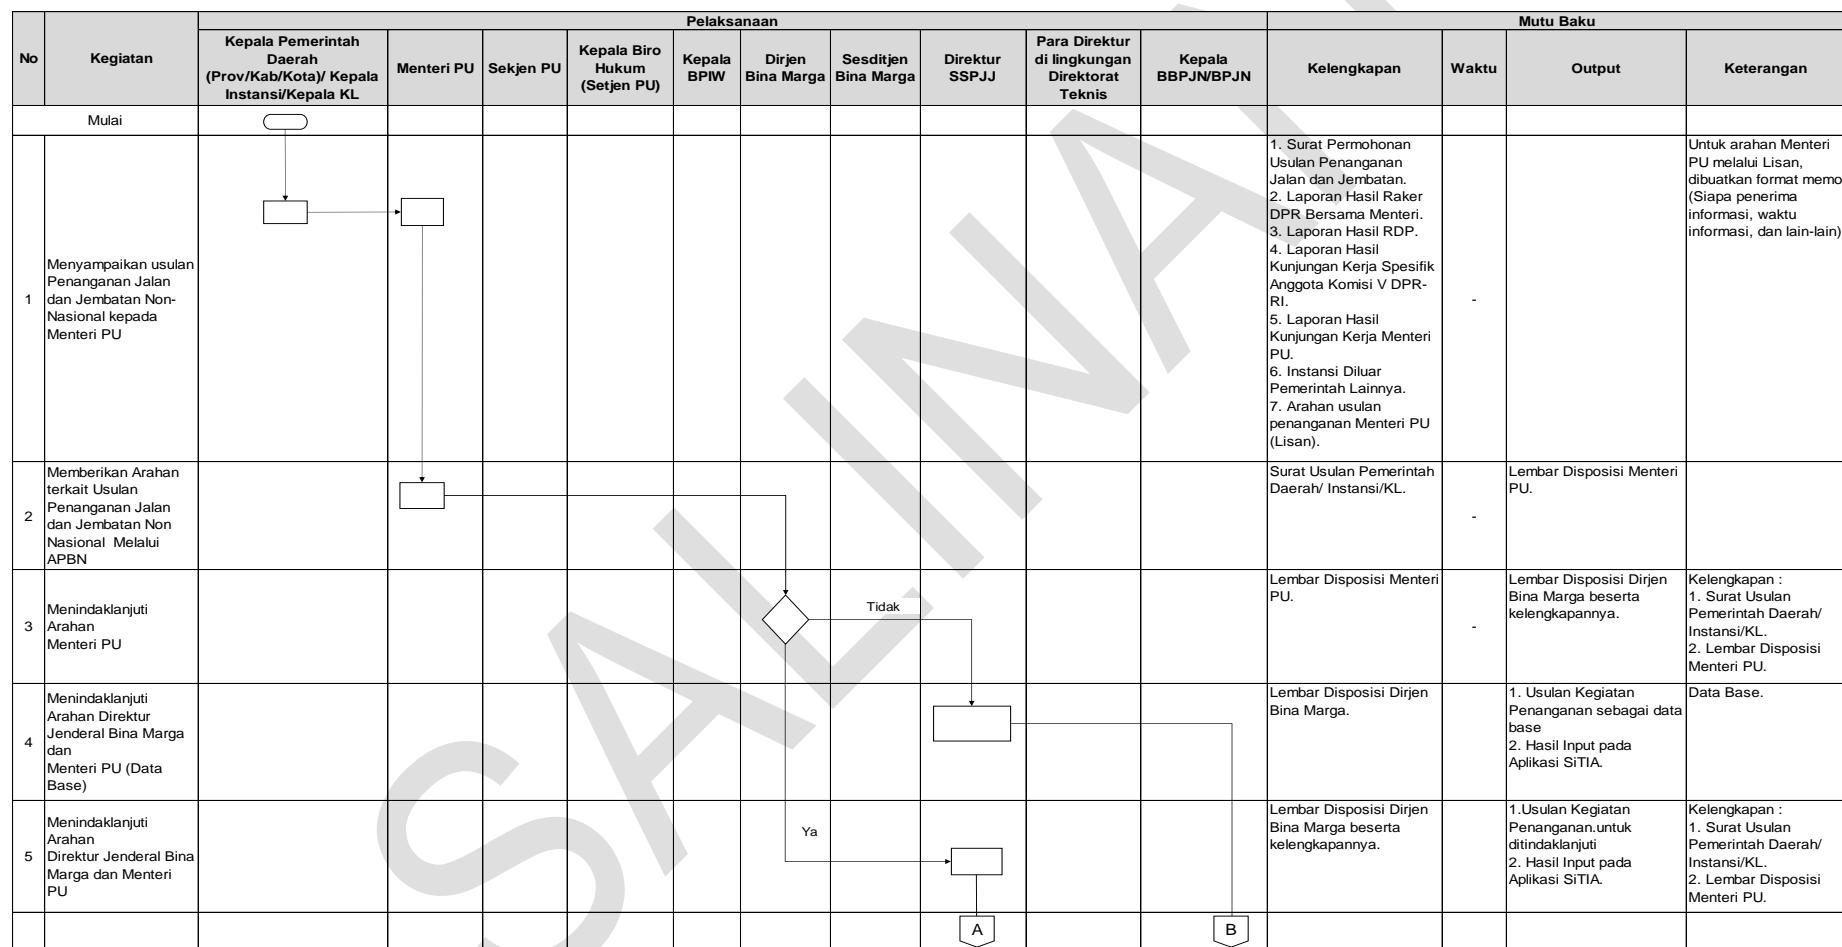 Pelaksanaan
Mutu Baku
No
Kegiatan
Kepala Pemerintah
Daerah
(Prov/Kab/Kota)/ Kepala
Instansi/Kepala KL
Menteri PU
Sekjen PU
Kepala Biro
Hukum
(Setjen PU)
Kepala
BPIW
Dirjen
Bina Marga
Sesditjen
Bina Marga
Direktur
SSPJJ
Para Direktur
di lingkungan
Direktorat
Teknis
Kepala
BBPJN/BPJN
Kelengkapan
Waktu
Output
Keterangan
Mulai
1
Menyampaikan usulan
Penanganan Jalan
dan Jembatan Non-
Nasional kepada
Menteri PU
1. Surat Permohonan
Usulan Penanganan
Jalan dan Jembatan.
2. Laporan Hasil Raker
DPR Bersama Menteri.
3. Laporan Hasil RDP.
4. Laporan Hasil
Kunjungan Kerja Spesifik
Anggota Komisi V DPR-
RI.
5. Laporan Hasil
Kunjungan Kerja Menteri
PU.
6. Instansi Diluar
Pemerintah Lainnya.
7. Arahan usulan
penanganan Menteri PU
(Lisan).
-
Untuk arahan Menteri
PU melalui Lisan,
dibuatkan format memo
(Siapa penerima
informasi, waktu
informasi, dan lain-lain)
2
Memberikan Arahan
terkait Usulan
Penanganan Jalan
dan Jembatan Non
Nasional Melalui
APBN
Surat Usulan Pemerintah
Daerah/ Instansi/KL.
-
Lembar Disposisi Menteri
PU.
3
Menindaklanjuti
Arahan
Menteri PU
Tidak
Lembar Disposisi Menteri
PU.
-
Lembar Disposisi Dirjen
Bina Marga beserta
kelengkapannya.
Kelengkapan :
1. Surat Usulan
Pemerintah Daerah/
Instansi/KL.
2. Lembar Disposisi
Menteri PU.
4
Menindaklanjuti
Arahan Direktur
Jenderal Bina Marga
dan
Menteri PU (Data
Base)
Lembar Disposisi Dirjen
Bina Marga.
1. Usulan Kegiatan
Penanganan sebagai data
base
2. Hasil Input pada
Aplikasi SiTIA.
Data Base.
5
Menindaklanjuti
Arahan
Direktur Jenderal Bina
Marga dan Menteri
PU
Ya
Lembar Disposisi Dirjen
Bina Marga beserta
kelengkapannya.
1.Usulan Kegiatan
Penanganan.untuk
ditindaklanjuti
2. Hasil Input pada
Aplikasi SiTIA.
Kelengkapan :
1. Surat Usulan
Pemerintah Daerah/
Instansi/KL.
2. Lembar Disposisi
Menteri PU.
A
B
SALINA